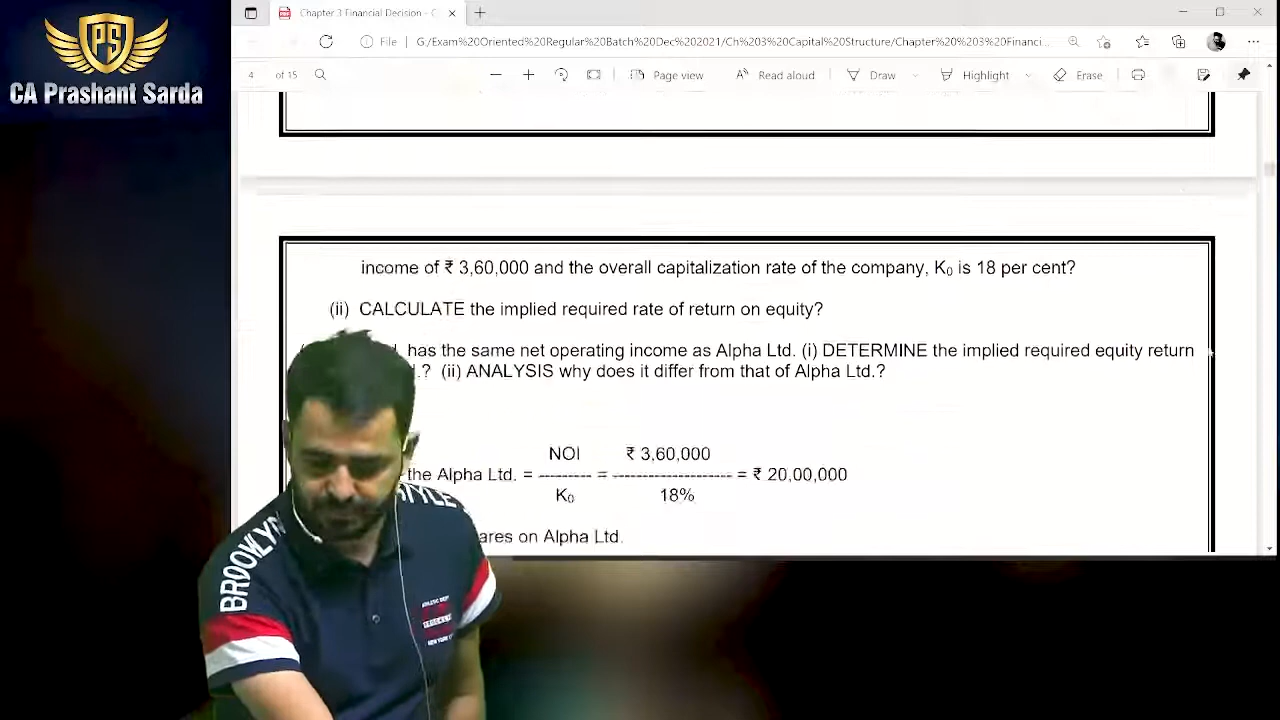 PS
CA Prashant Sarda
Chapter 3 Financial Decision - C
File
G:/Exam%20Oriented%20Regular%20Batch%20Dec%202021/Ch%20%20Capital%20Structure/Chapter%20%203%20Financi...
4 of 15
Page view
Read aloud
Draw
Highlight
Erase
income of ₹ 3,60,000 and the overall capitalization rate of the company, K0 is 18 per cent?
(ii) CALCULATE the implied required rate of return on equity?
has the same net operating income as Alpha Ltd. (i) DETERMINE the implied required equity return
.? (ii) ANALYSIS why does it differ from that of Alpha Ltd.?
NOI ₹ 3,60,000
the Alpha Ltd. = ---------- = ---------------------- = ₹ 20,00,000
K0 18%
ares on Alpha Ltd.
BROOKLYN
STYLE